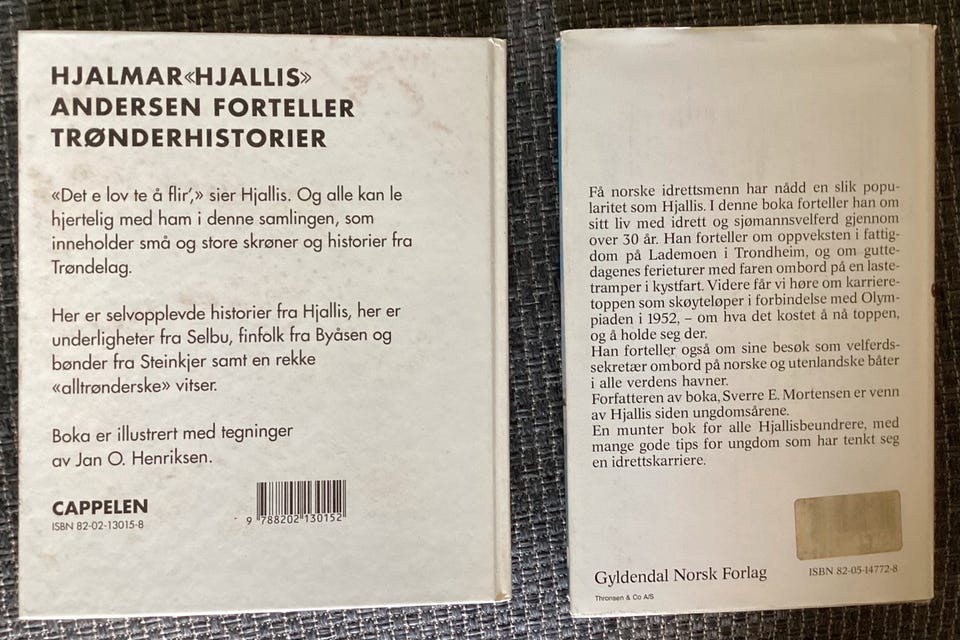 HJALMAR «HJALLIS»
ANDERSEN FORTELLER
TRØNDERHISTORIER
«Det e lov te å flir',» sier Hjallis. Og alle kan le
hjertelig med ham i denne samlingen, som
inneholder små og store skrøner og historier fra
Trøndelag.
Her er selvopplevde historier fra Hjallis, her er
underligheter fra Selbu, finfolk fra Byåsen og
bønder fra Steinkjer samt en rekke
«alltrønderske» vitser.
Boka er illustrert med tegninger
av Jan O. Henriksen.
CAPPELEN
ISBN 82-02-13015-8
9 788202 130152
Få norske idrettsmenn har nådd en slik popu-
laritet som Hjallis. I denne boka forteller han om
sitt liv med idrett og sjømannsvelferd gjennom
over 30 år. Han forteller om oppveksten i fattig-
dom på Lademoen i Trondheim, og om gutte-
dagenes ferieturer med faren ombord på en laste-
tramper i kystfart. Videre får vi høre om karriere-
toppen som skøyteløper i forbindelse med Olym-
piaden i 1952, – om hva det kostet å nå toppen,
og å holde seg der.
Han forteller også om sine besøk som velferds-
sekretær ombord på norske og utenlandske båter
i alle verdens havner.
Forfatteren av boka, Sverre E. Mortensen er venn
av Hjallis siden ungdomsårene.
En munter bok for alle Hjallisbeundrere, med
mange gode tips for ungdom som har tenkt seg
en idrettskarriere.
Gyldendal Norsk Forlag
ISBN 82-05-14772-8
Thronsen & Co A/S